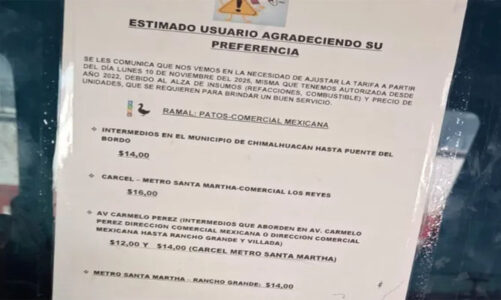 ESTIMADO USUARIO AGRADECIENDO SU
PREFERENCIA
SE LES COMUNICA QUE NOS VEMOS EN LA NECESIDAD DE AJUSTAR LA TARIFA A PARTIR
DEL DÍA LUNES 10 DE NOVIEMBRE DEL 2025, MISMA QUE TENEMOS AUTORIZADA DESDE
AÑO 2022, DEBIDO AL ALZA DE INSUMOS (REFACCIONES, COMBUSTIBLE) Y PRECIO DE
UNIDADES, QUE SE REQUIEREN PARA BRINDAR UN BUEN SERVICIO.
RAMAL: PATOS-COMERCIAL MEXICANA
INTERMEDIOS EN EL MUNICIPIO DE CHIMALHUACÁN HASTA PUENTE DEL
BORDO
$14,00
CARCEL – METRO SANTA MARTHA-COMERCIAL LOS REYES
$16,00
AV CARMELO PEREZ (INTERMEDIOS QUE ABORDEN EN AV. CARMELO
PEREZ DIRECCION COMERCIAL MEXICANA O DIRECCION COMERCIAL
MEXICANA HASTA RANCHO GRANDE Y VILLADA)
$12,00 Y $14,00 (CARCEL METRO SANTA MARTHA)
METRO SANTA MARTHA – RANCHO GRANDE: $14,00